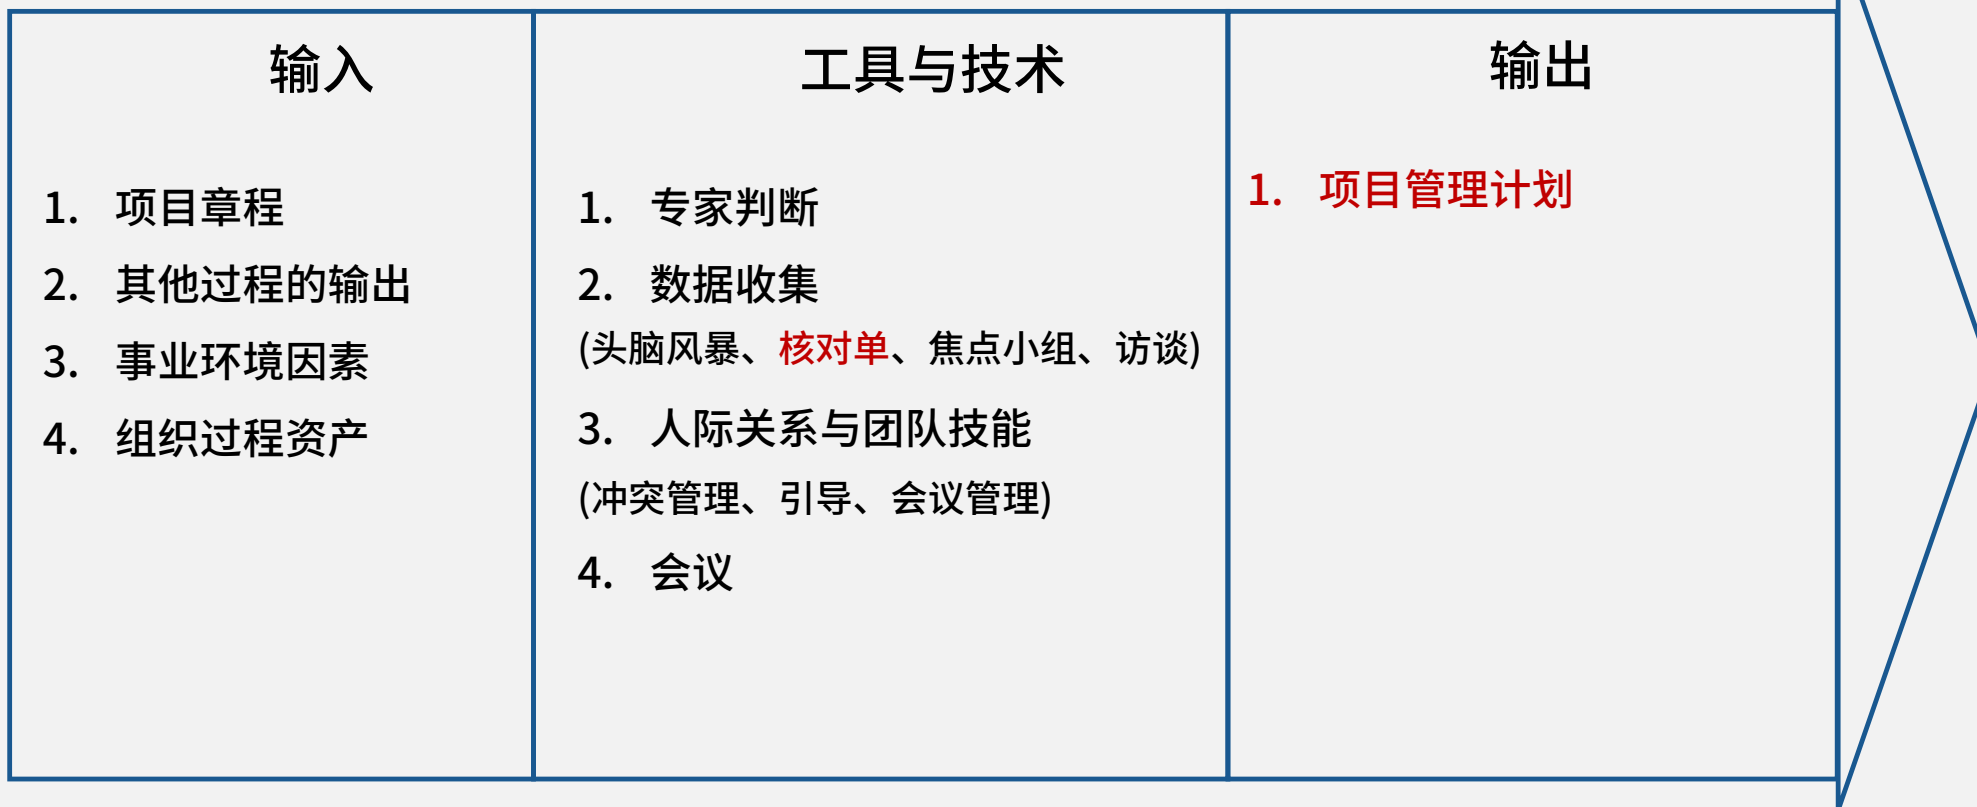 输入
1. 项目章程
2. 其他过程的输出
3. 事业环境因素
4. 组织过程资产
工具与技术
1. 专家判断
2. 数据收集
(头脑风暴、核对单、焦点小组、访谈)
3. 人际关系与团队技能
(冲突管理、引导、会议管理)
4. 会议
输出
1. 项目管理计划